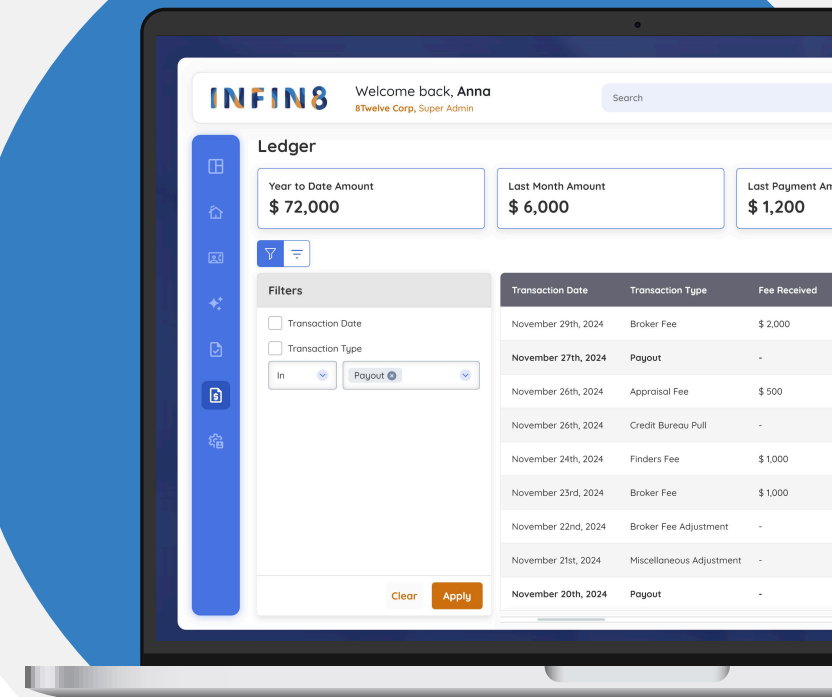 INFIN8
Welcome back, Anna
8Twelve Corp, Super Admin
Search
Ledger
Year to Date Amount
$ 72,000
Last Month Amount
$ 6,000
Last Payment Am
$ 1,200
Filters
Transaction Date
Transaction Type
In
Payout
Clear
Apply
Transaction Date Transaction Type Fee Received
November 29th, 2024 Broker Fee $ 2,000
November 27th, 2024 Payout -
November 26th, 2024 Appraisal Fee $ 500
November 26th, 2024 Credit Bureau Pull -
November 24th, 2024 Finders Fee $ 1,000
November 23rd, 2024 Broker Fee $ 1,000
November 22nd, 2024 Broker Fee Adjustment -
November 21st, 2024 Miscellaneous Adjustment -
November 20th, 2024 Payout -